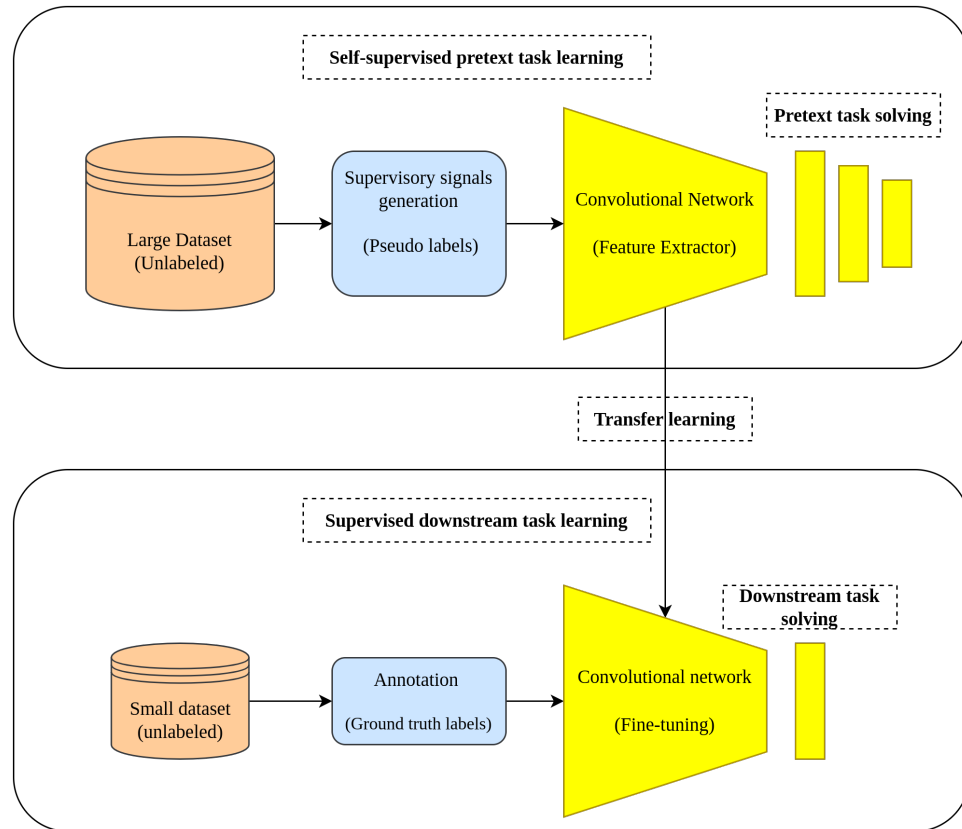 Self-supervised pretext task learning
Pretext task solving
Large Dataset
(Unlabeled)
Supervisory signals
generation
(Pseudo labels)
Convolutional Network
(Feature Extractor)
Transfer learning
Supervised downstream task learning
Downstream task
solving
Small dataset
(unlabeled)
Annotation
(Ground truth labels)
Convolutional network
(Fine-tuning)